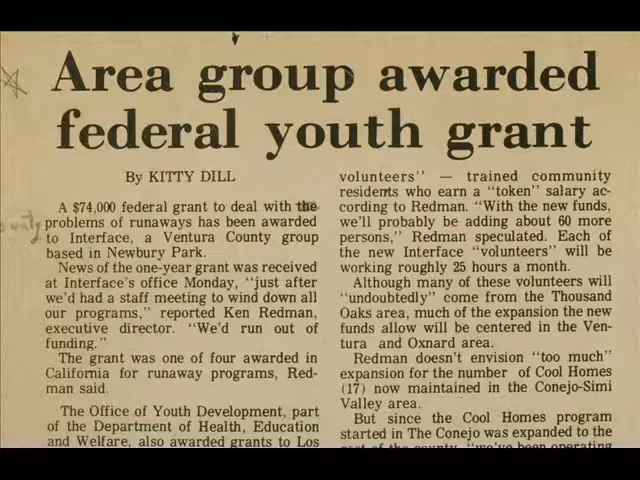 Area group awarded
federal youth grant
By KITTY DILL
A $74,000 federal grant to deal with the
problems of runaways has been awarded
to Interface, a Ventura County group
based in Newbury Park.
News of the one-year grant was received
at Interface's office Monday, "just after
we'd had a staff meeting to wind down all
our programs," reported Ken Redman,
executive director. "We'd run out of
funding."
The grant was one of four awarded in
California for runaway programs, Red-
man said.
The Office of Youth Development, part
of the Department of Health, Education
and Welfare, also awarded grants to Los
volunteers" — trained community
residents who earn a "token" salary ac-
cording to Redman. "With the new funds,
we'll probably be adding about 60 more
persons," Redman speculated. Each of
the new Interface "volunteers" will be
working roughly 25 hours a month.
Although many of these volunteers will
"undoubtedly" come from the Thousand
Oaks area, much of the expansion the new
funds allow will be centered in the Ven-
tura and Oxnard area.
Redman doesn't envision "too much"
expansion for the number of Cool Homes
(17) now maintained in the Conejo-Simi
Valley area.
But since the Cool Homes program
started in The Conejo was expanded to the
rest of the county, "we've been operating